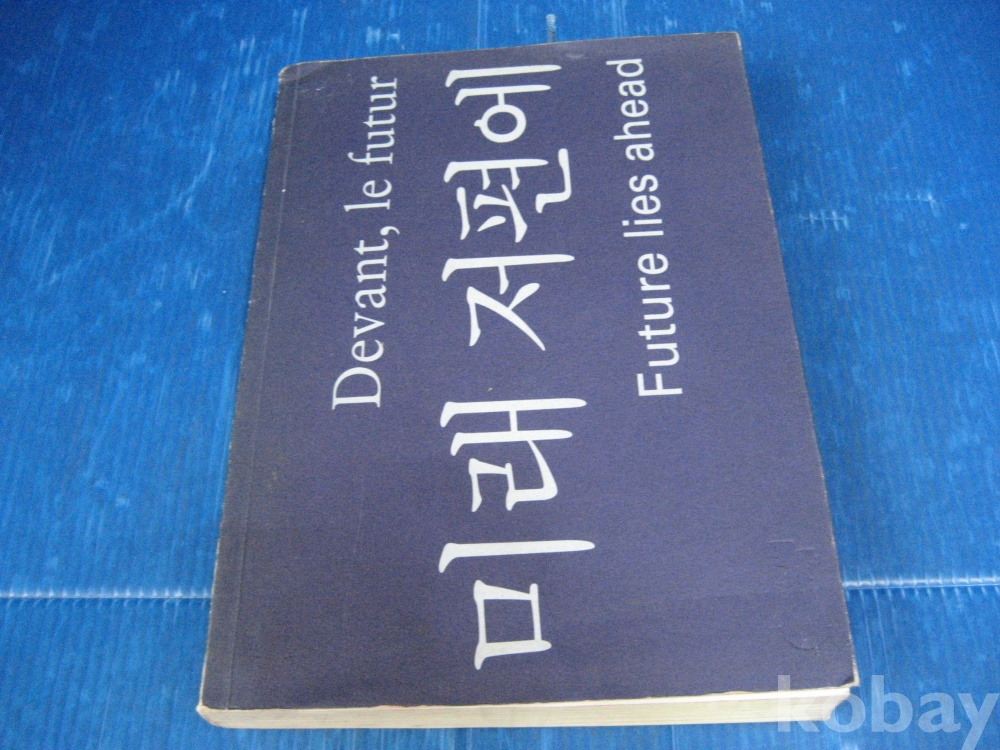 Devant, le futur
미래 저편에
Future lies ahead
kobay